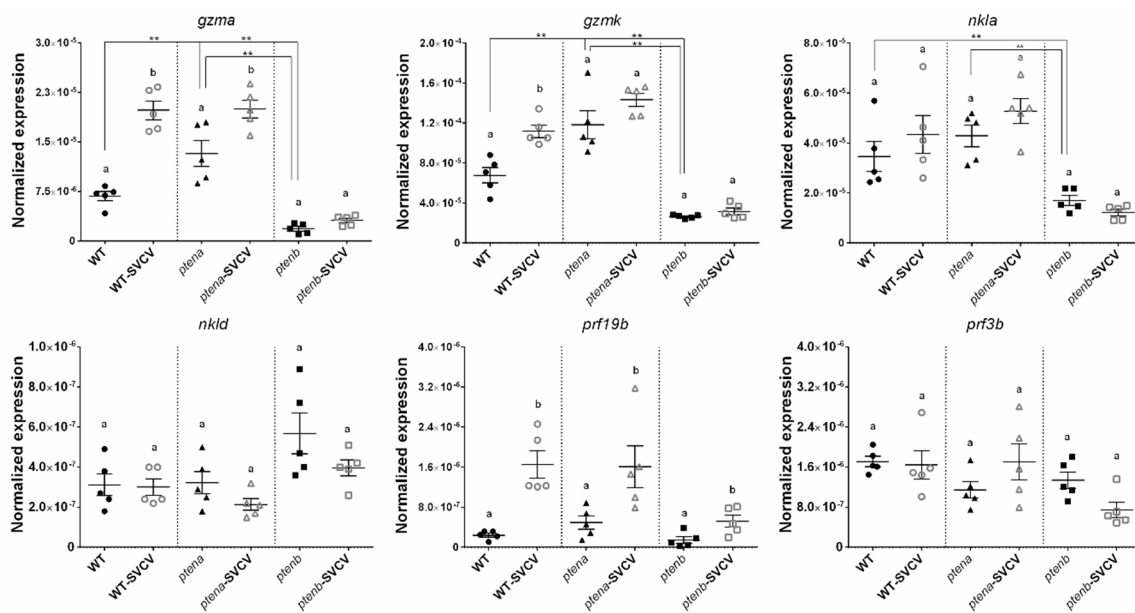 gzma
Normalized expression
3.0×10⁻⁵
2.3×10⁻⁵
1.5×10⁻⁵
7.5×10⁻⁶
0
** **
**
a
b
a
b
a
a
WT
WT-SVCV
ptena
ptena-SVCV
ptenb
ptenb-SVCV
gzmk
Normalized expression
2.0×10⁻⁴
1.6×10⁻⁴
1.2×10⁻⁴
8.0×10⁻⁵
4.0×10⁻⁵
0
** **
**
a
b
a
a
a
a
WT
WT-SVCV
ptena
ptena-SVCV
ptenb
ptenb-SVCV
nkla
Normalized expression
8.0×10⁻⁵
6.0×10⁻⁵
4.0×10⁻⁵
2.0×10⁻⁵
0
**
**
a
a
a
a
a
a
WT
WT-SVCV
ptena
ptena-SVCV
ptenb
ptenb-SVCV
nkld
Normalized expression
1.0×10⁻⁶
8.0×10⁻⁷
6.0×10⁻⁷
4.0×10⁻⁷
2.0×10⁻⁷
0
a
a
a
a
a
a
WT
WT-SVCV
ptena
ptena-SVCV
ptenb
ptenb-SVCV
prf19b
Normalized expression
4.0×10⁻⁶
3.2×10⁻⁶
2.4×10⁻⁶
1.6×10⁻⁶
8.0×10⁻⁷
0
a
b
a
b
a
b
WT
WT-SVCV
ptena
ptena-SVCV
ptenb
ptenb-SVCV
prf3b
Normalized expression
4.0×10⁻⁶
3.2×10⁻⁶
2.4×10⁻⁶
1.6×10⁻⁶
8.0×10⁻⁷
0
a
a
a
a
a
a
WT
WT-SVCV
ptena
ptena-SVCV
ptenb
ptenb-SVCV